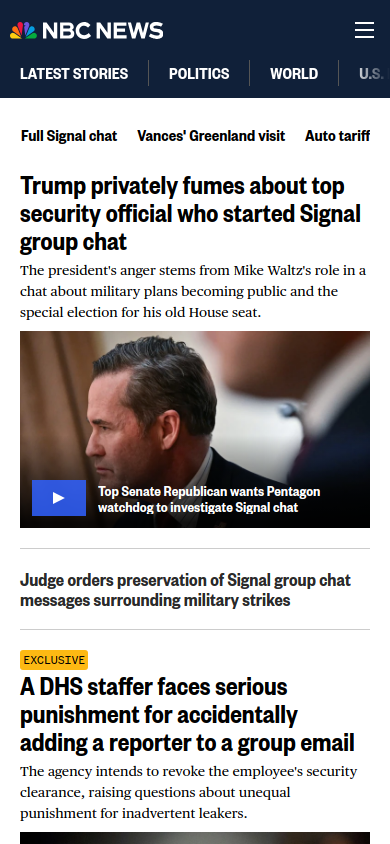 NBC NEWS
LATEST STORIES
POLITICS
WORLD
U.S.
Full Signal chat
Vances' Greenland visit
Auto tariff
Trump privately fumes about top
security official who started Signal
group chat
The president's anger stems from Mike Waltz's role in a
chat about military plans becoming public and the
special election for his old House seat.
Top Senate Republican wants Pentagon
watchdog to investigate Signal chat
Judge orders preservation of Signal group chat
messages surrounding military strikes
EXCLUSIVE
A DHS staffer faces serious
punishment for accidentally
adding a reporter to a group email
The agency intends to revoke the employee's security
clearance, raising questions about unequal
punishment for inadvertent leakers.